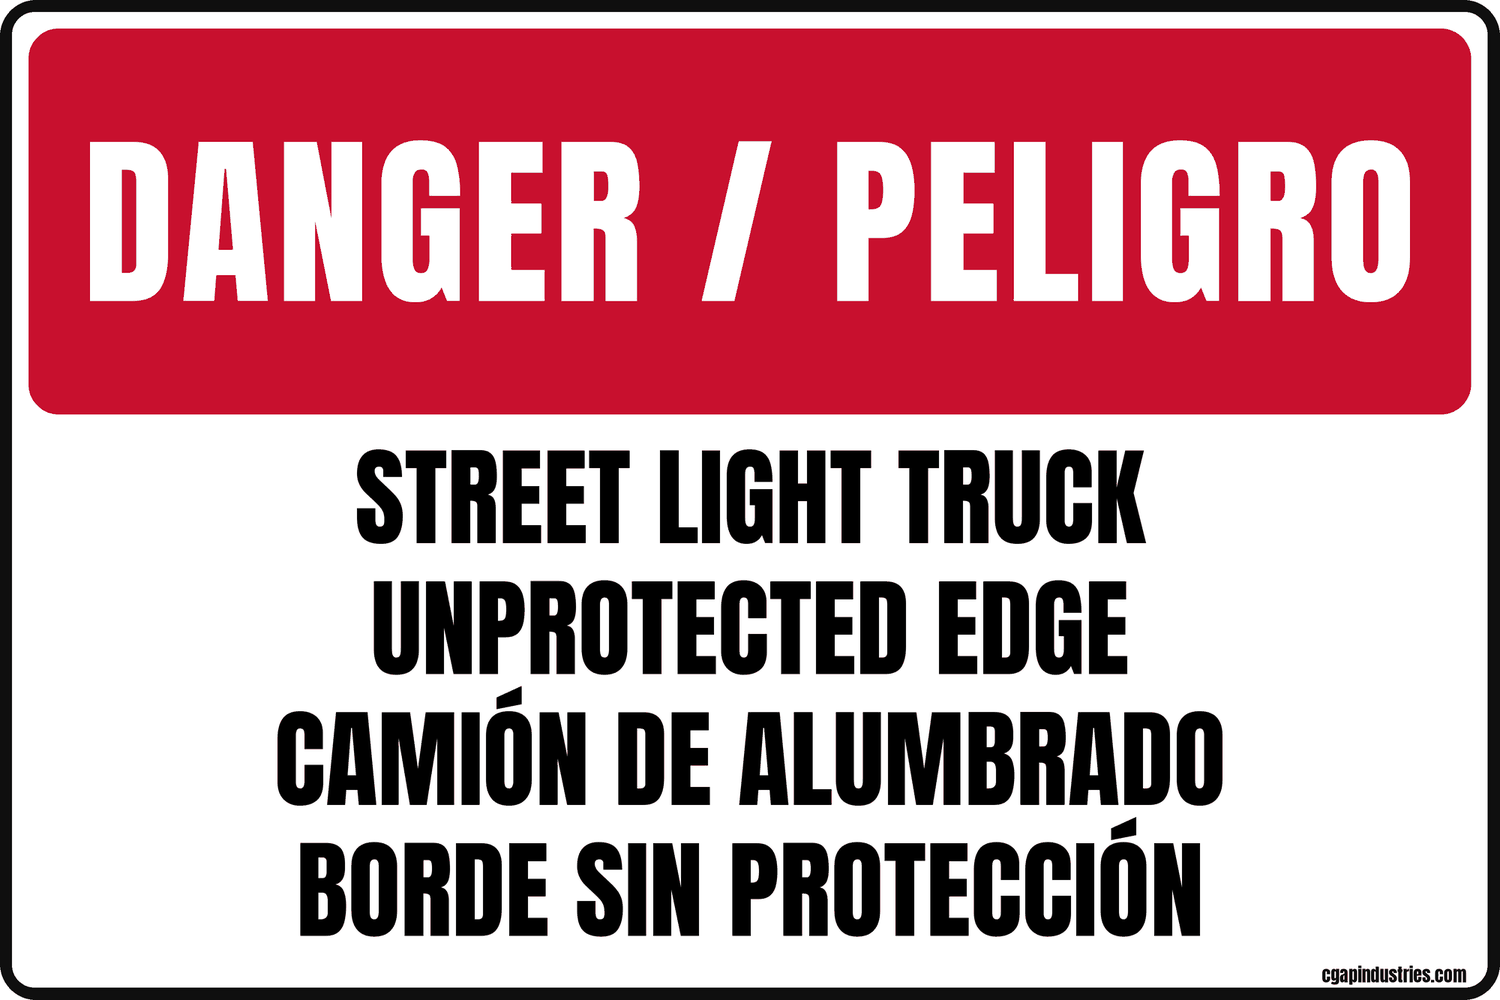 DANGER / PELIGRO
STREET LIGHT TRUCK
UNPROTECTED EDGE
CAMIÓN DE ALUMBRADO
BORDE SIN PROTECCIÓN
cgapindustries.com